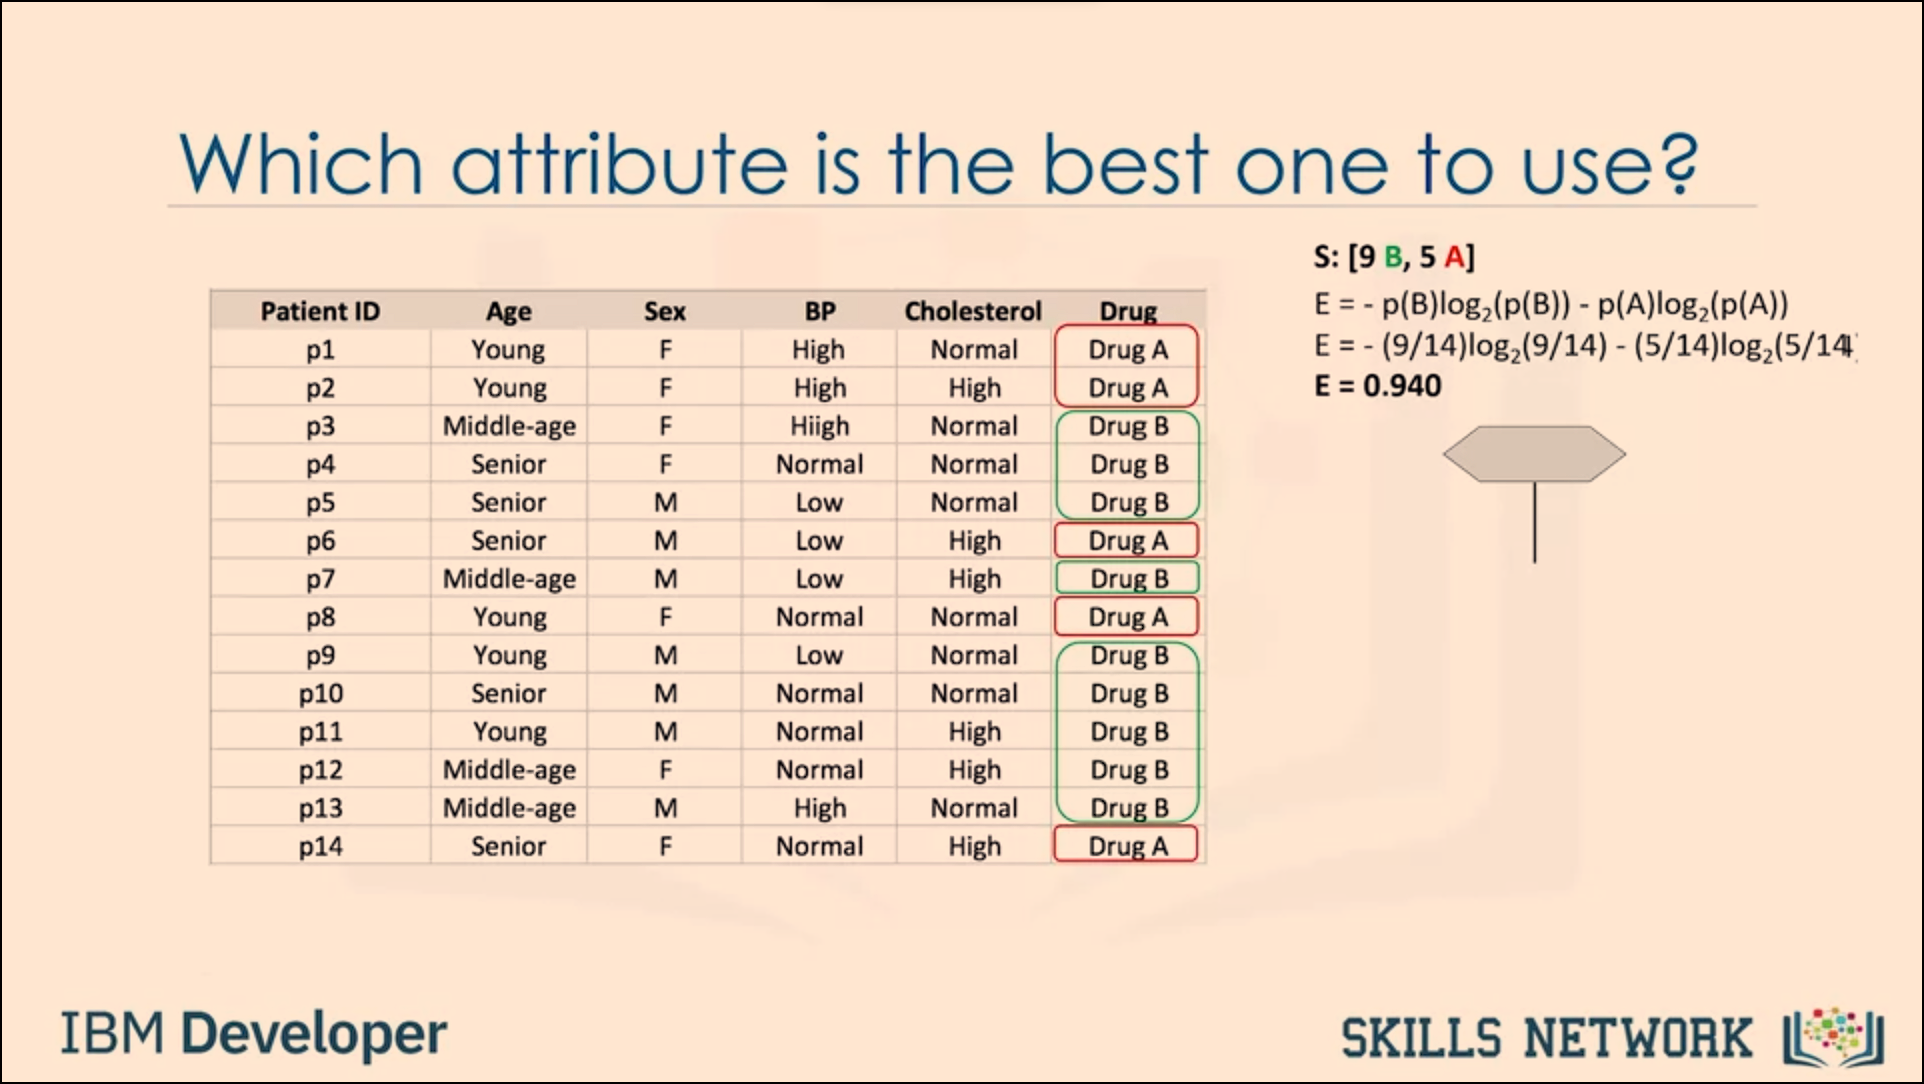 Which attribute is the best one to use?
S: [9 B, 5 A]
E = - p(B)log₂(p(B)) - p(A)log₂(p(A))
E = - (9/14)log₂(9/14) - (5/14)log₂(5/14)
E = 0.940
Patient ID Age Sex BP Cholesterol Drug
p1 Young F High Normal Drug A
p2 Young F High High Drug A
p3 Middle-age F Hiigh Normal Drug B
p4 Senior F Normal Normal Drug B
p5 Senior M Low Normal Drug B
p6 Senior M Low High Drug A
p7 Middle-age M Low High Drug B
p8 Young F Normal Normal Drug A
p9 Young M Low Normal Drug B
p10 Senior M Normal Normal Drug B
p11 Young M Normal High Drug B
p12 Middle-age F Normal High Drug B
p13 Middle-age M High Normal Drug B
p14 Senior F Normal High Drug A
IBM Developer
SKILLS NETWORK